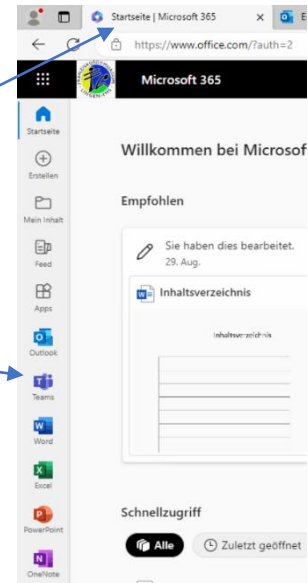 Startseite | Microsoft 365
https://www.office.com/?auth=2
Microsoft 365
Startseite
Erstellen
Mein Inhalt
Feed
Apps
Outlook
Teams
Word
Excel
PowerPoint
OneNote
Willkommen bei Microsof
Empfohlen
Sie haben dies bearbeitet.
29. Aug.
Inhaltsverzeichnis
Inhaltsverzeichnis
Schnellzugriff
Alle
Zuletzt geöffnet